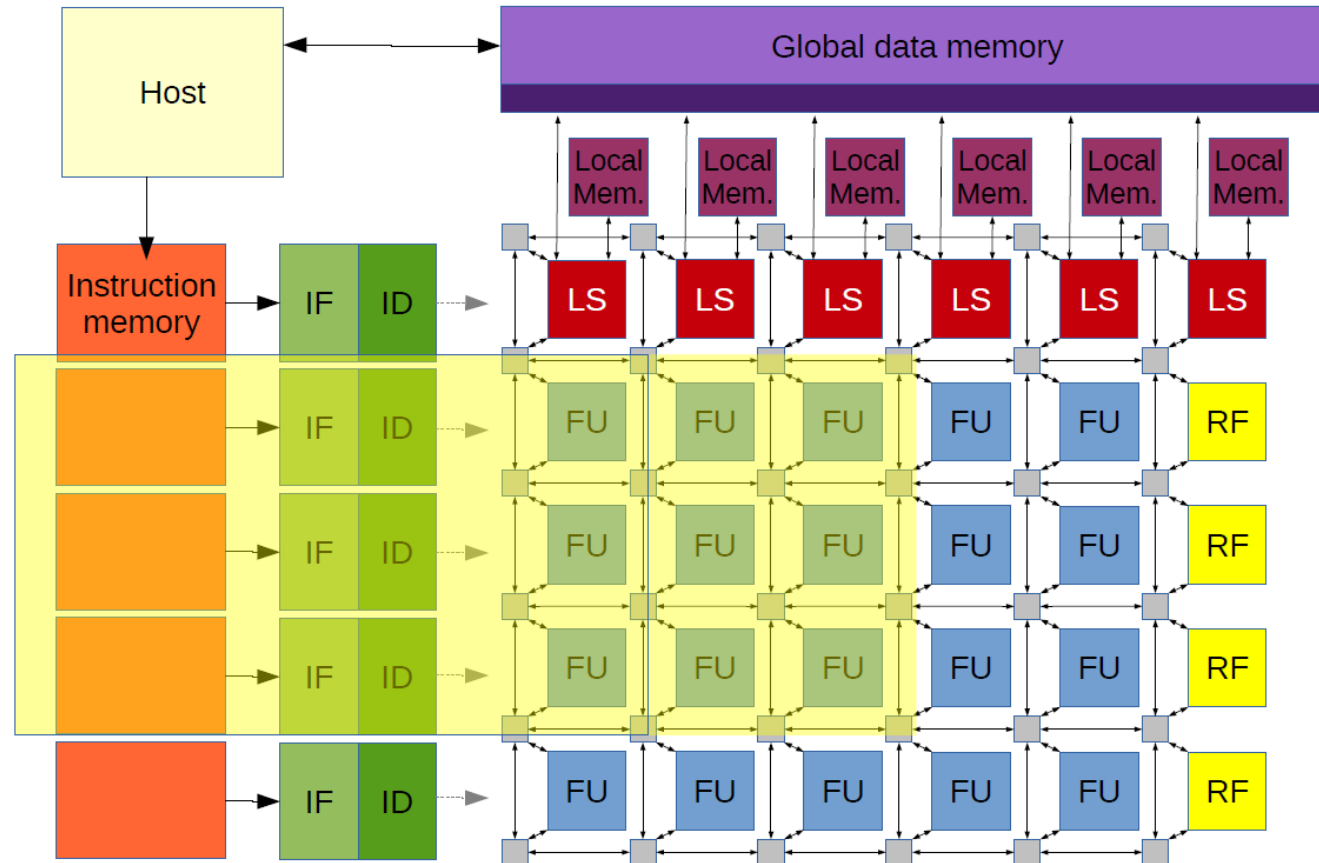 Global data memory
Host
Local Local Local Local Local Local
Mem. Mem. Mem. Mem. Mem. Mem.
Instruction
memory
IF ID LS LS LS LS LS LS
IF ID FU FU FU FU FU RF
IF ID FU FU FU FU FU RF
IF ID FU FU FU FU FU RF
IF ID FU FU FU FU FU RF